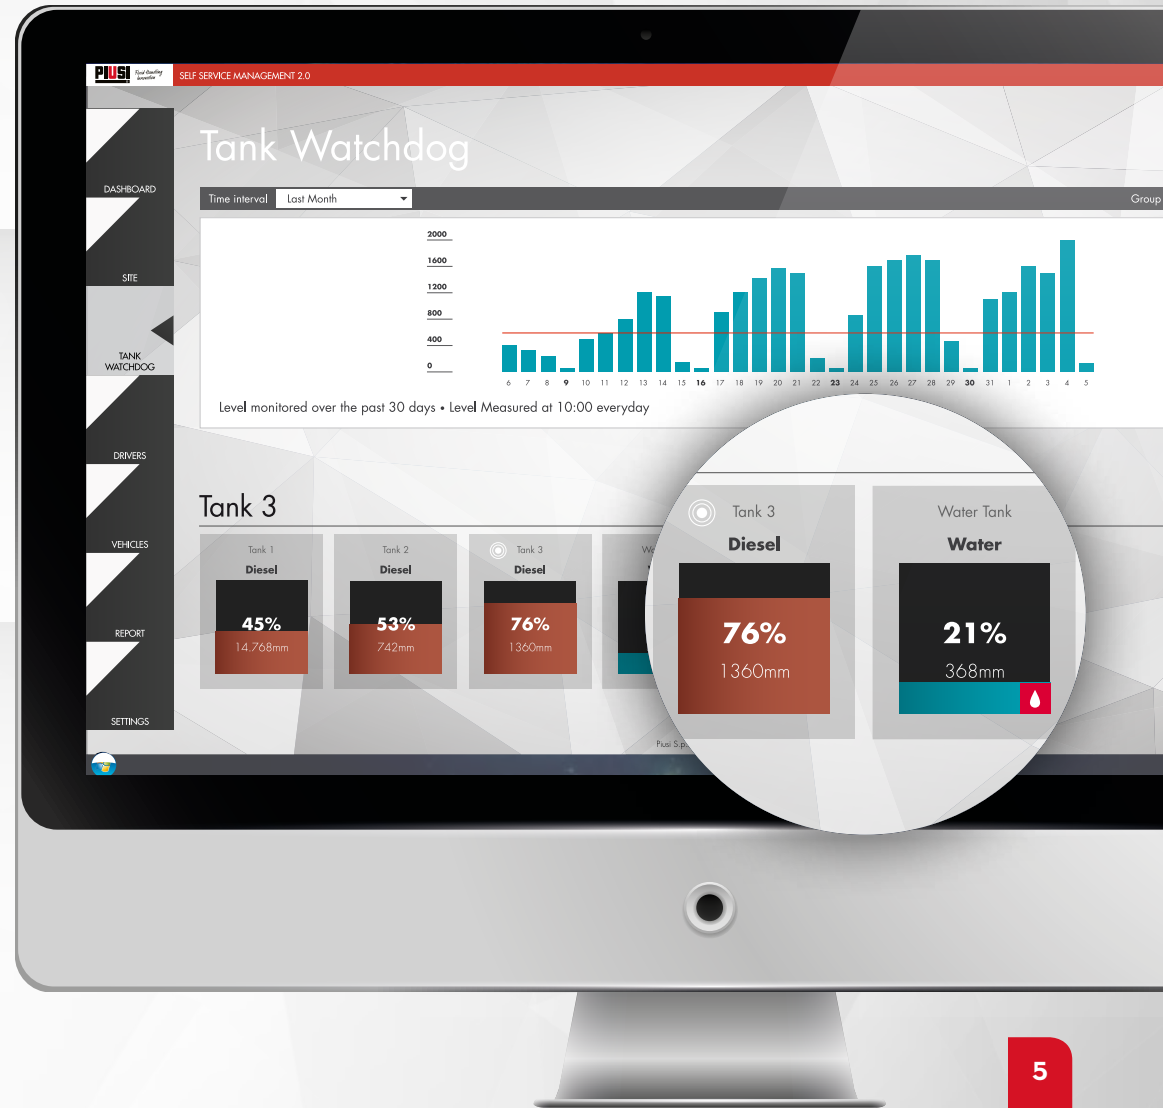 PIUSI Fluid Handling Innovation
SELF SERVICE MANAGEMENT 2.0
Tank Watchdog
Time interval Last Month Group
DASHBOARD
SITE
TANK
WATCHDOG
DRIVERS
VEHICLES
REPORT
SETTINGS
2000
1600
1200
800
400
0
6 7 8 9 10 11 12 13 14 15 16 17 18 19 20 21 22 23 24 25 26 27 28 29 30 31 1 2 3 4 5
Level monitored over the past 30 days • Level Measured at 10:00 everyday
Tank 3
Tank 1
Diesel
45%
14.768mm
Tank 2
Diesel
53%
742mm
Tank 3
Diesel
76%
1360mm
Tank 3
Diesel
76%
1360mm
Water Tank
Water
21%
368mm
Piusi S.p.
5